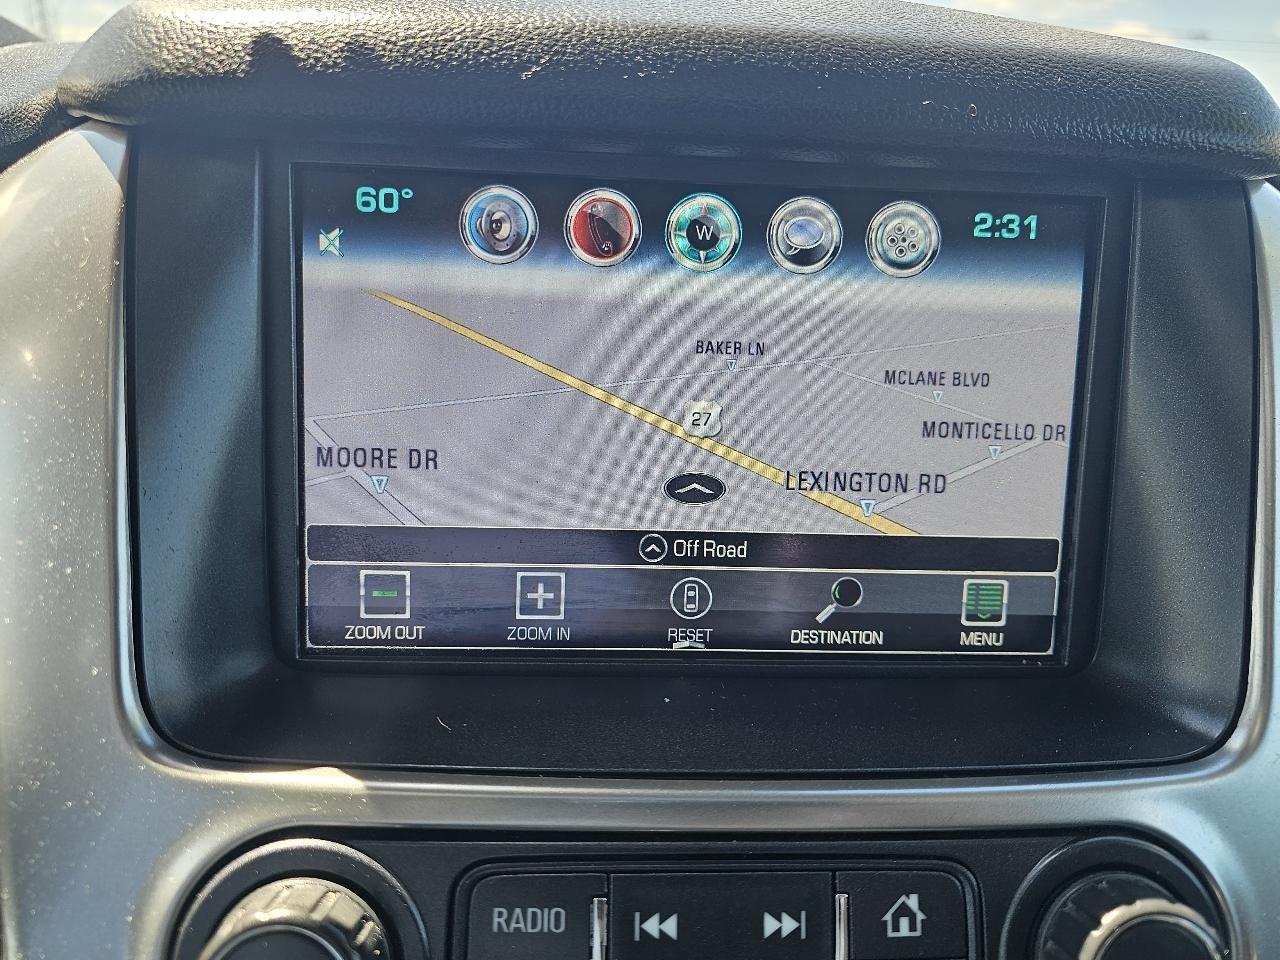 60°
W
2:31
BAKER LN
MCLANE BLVD
27
MONTICELLO DR
MOORE DR
LEXINGTON RD
Off Road
ZOOM OUT
ZOOM IN
RESET
DESTINATION
MENU
RADIO